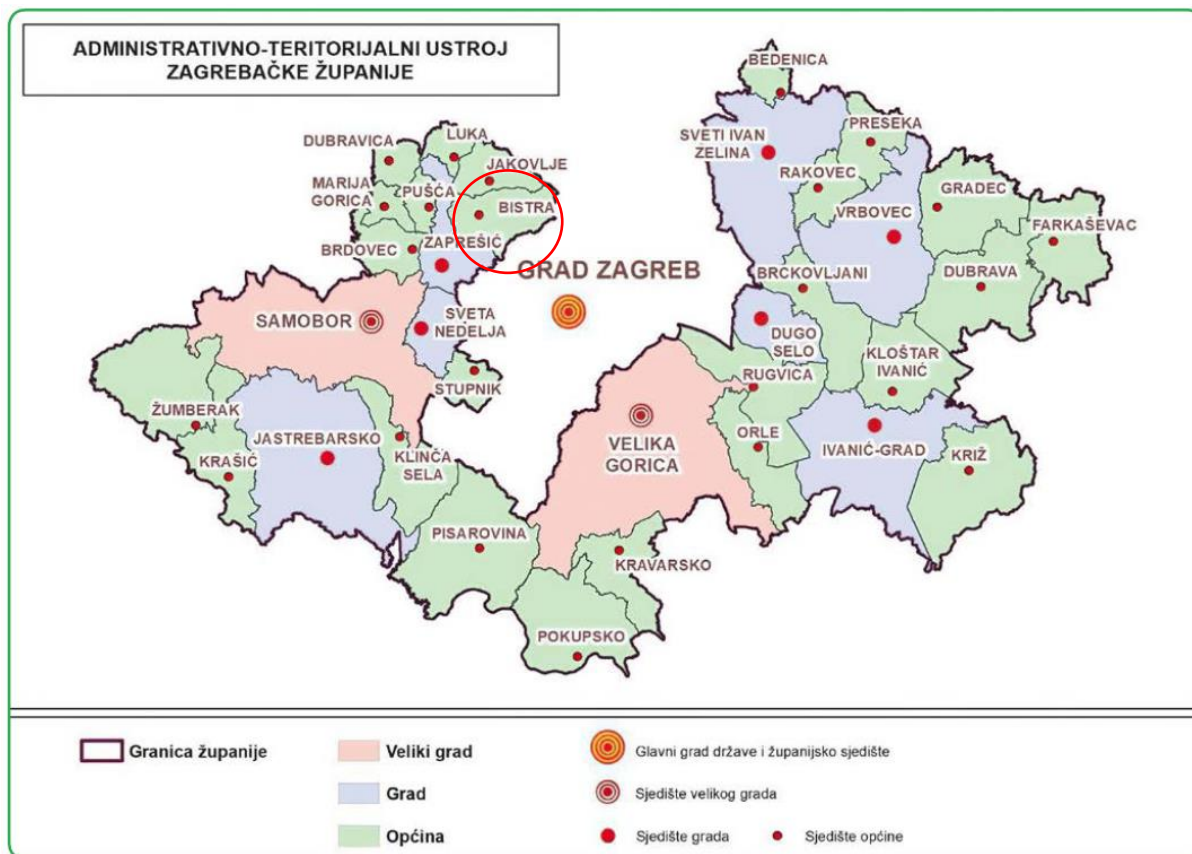 ADMINISTRATIVNO-TERITORIJALNI USTROJ
ZAGREBAČKE ŽUPANIJE
BEDENICA
DUBRAVICA
LUKA
JAKOVLJE
MARIJA
GORICA
PUŠĆA
BISTRA
BRDOVEC
ZAPREŠIĆ
SVETI IVAN
ZELINA
PRESEKA
RAKOVEC
GRADEC
VRBOVEC
FARKAŠEVAC
GRAD ZAGREB
BRCKOVLJANI
DUBRAVA
SAMOBOR
SVETA
NEDELJA
DUGO
SELO
KLOŠTAR
IVANIĆ
STUPNIK
RUGVICA
ŽUMBERAK
JASTREBARSKO
KLINČA
SELA
KRAŠIĆ
VELIKA
GORICA
ORLE
IVANIĆ-GRAD
KRIŽ
PISAROVINA
KRAVARSKO
POKUPSKO
Granica županije
Veliki grad
Glavni grad države i županijsko sjedište
Grad
Sjedište velikog grada
Općina
Sjedište grada
Sjedište općine